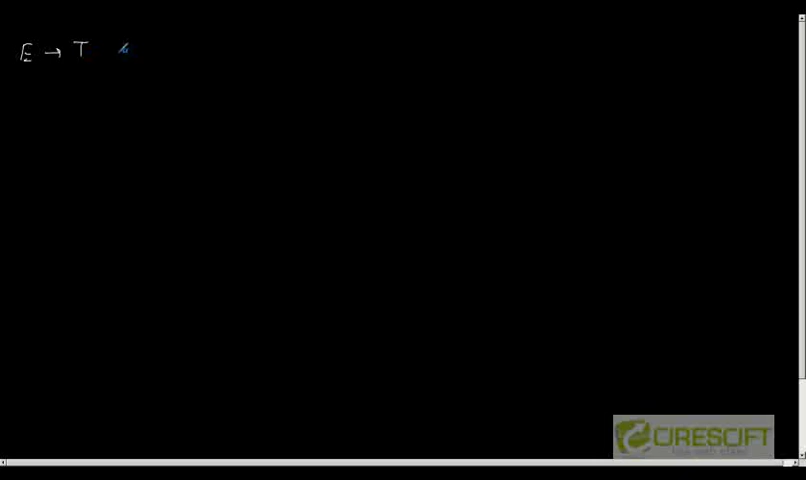 E → T
CIRESCIFT